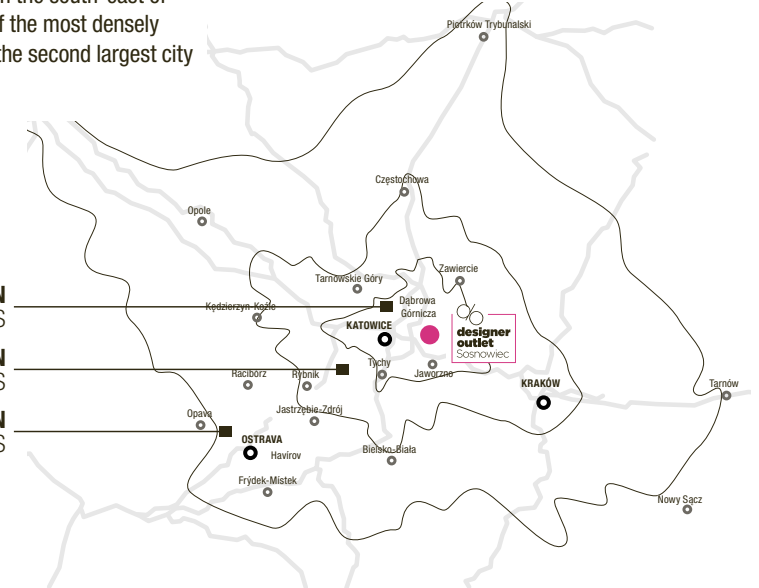 the south-east of
f the most densely
the second largest city
Piotrków Trybunalski
Częstochowa
Opole
Zawiercie
Tarnowskie Góry
N
S
Kędzierzyn-Koźle
Dąbrowa
Górnicza
KATOWICE
designer
outlet
Sosnowiec
N
S
Racibórz
Rybnik
Tychy
Jaworzno
KRAKÓW
Tarnów
Opava
Jastrzębie-Zdrój
N
S
OSTRAVA
Havírov
Bielsko-Biała
Frýdek-Místek
Nowy Sącz